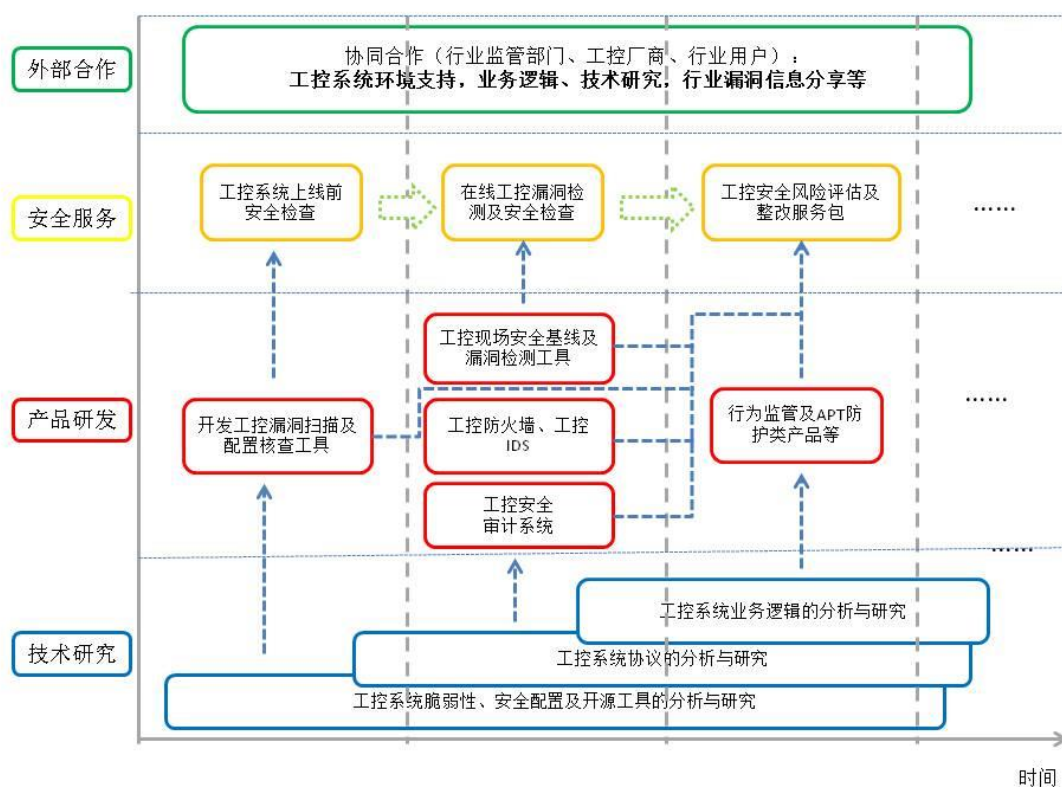 外部合作
协同合作（行业监管部门、工控厂商、行业用户）：
工控系统环境支持，业务逻辑、技术研究，行业漏洞信息分享等
安全服务
工控系统上线前
安全检查
在线工控漏洞检
测及安全检查
工控安全风险评估及
整改服务包
……
产品研发
开发工控漏洞扫描及
配置核查工具
工控现场安全基线及
漏洞检测工具
工控防火墙、工控
IDS
工控安全
审计系统
行为监管及APT防
护类产品等
……
……
技术研究
工控系统业务逻辑的分析与研究
工控系统协议的分析与研究
工控系统脆弱性、安全配置及开源工具的分析与研究
时间